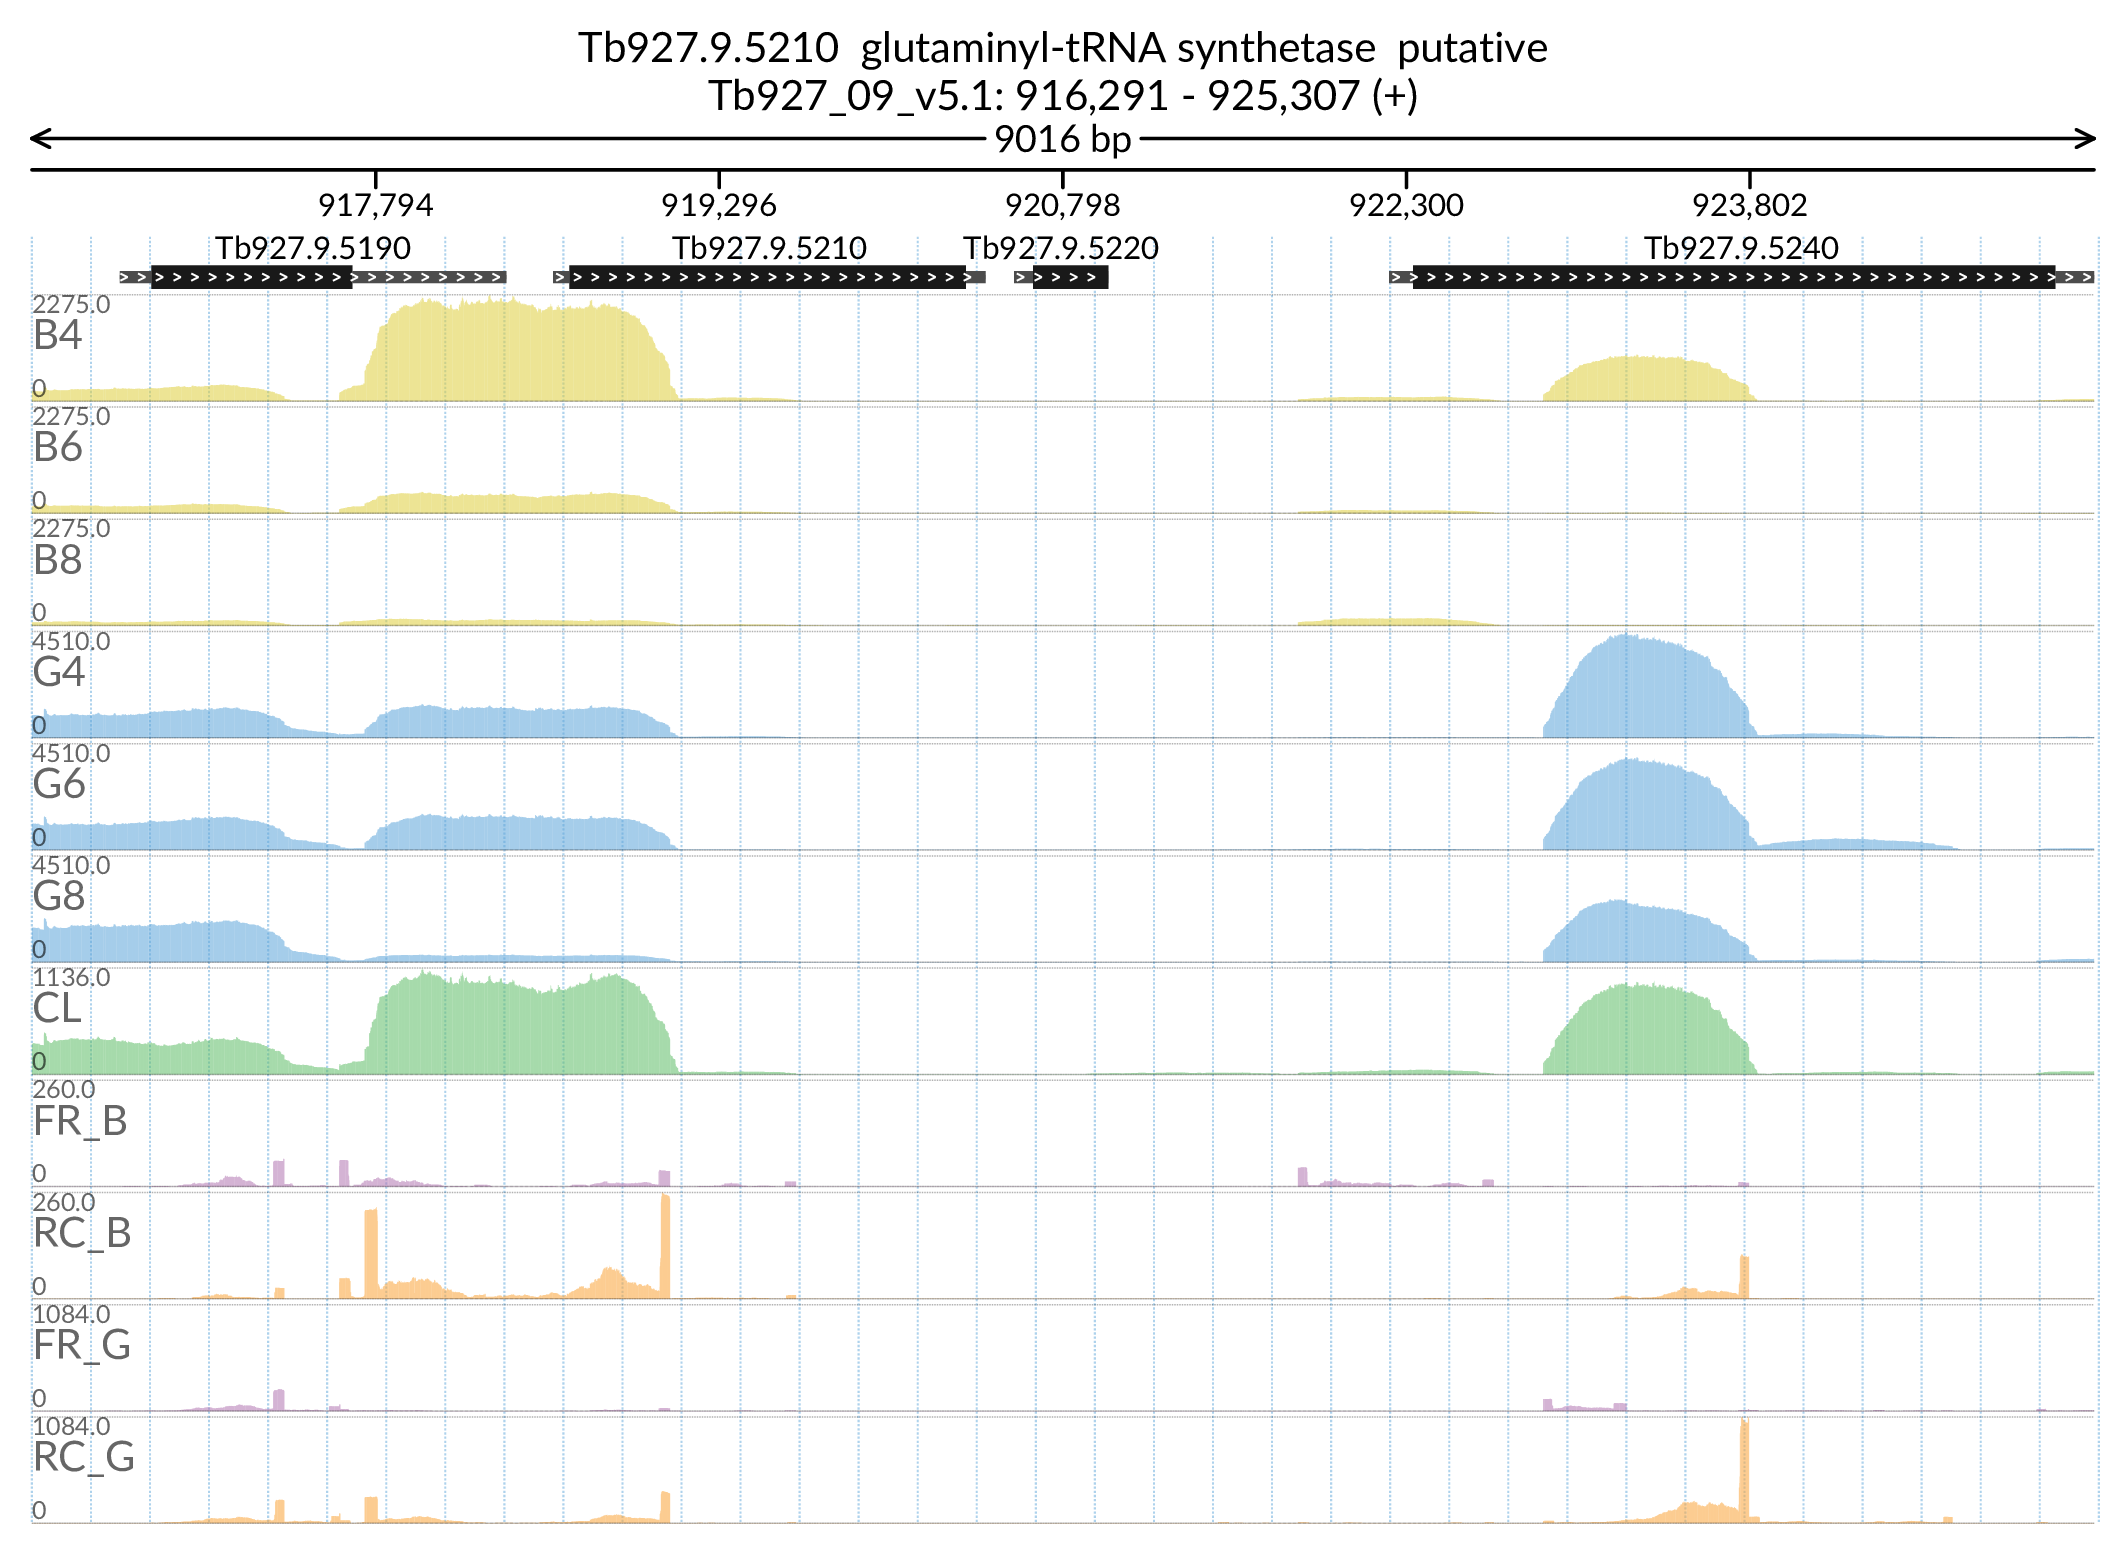 Tb927.9.5210  glutaminyl-tRNA synthetase  putative
Tb927_09_v5.1: 916,291 - 925,307 (+)
9016 bp
917,794 919,296 920,798 922,300 923,802
Tb927.9.5190 Tb927.9.5210 Tb927.9.5220 Tb927.9.5240
2275.0
B4
0
2275.0
B6
0
2275.0
B8
0
4510.0
G4
0
4510.0
G6
0
4510.0
G8
0
1136.0
CL
0
260.0
FR_B
0
260.0
RC_B
0
1084.0
FR_G
0
1084.0
RC_G
0